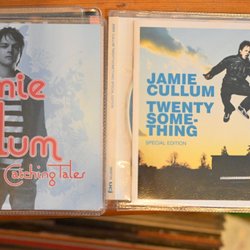 mie
llum
Catching Tales
JAMIE
CULLUM
TWENTY
SOME-
THING
SPECIAL EDITION